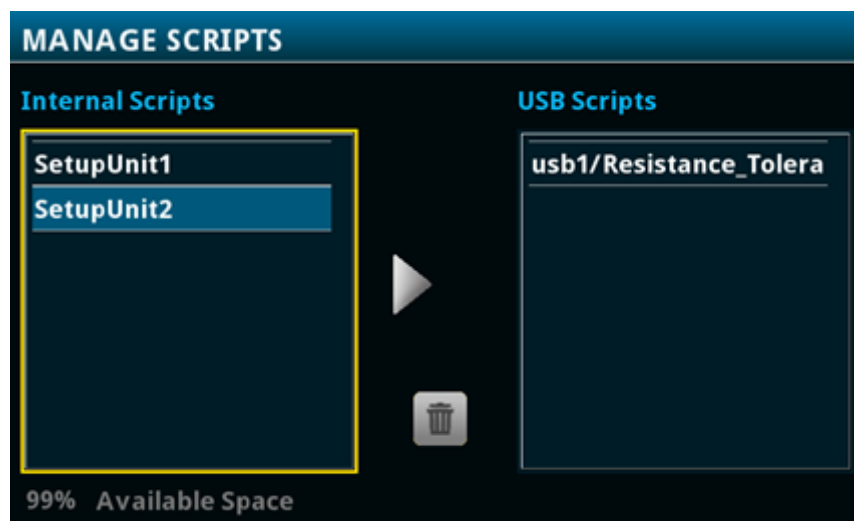 MANAGE SCRIPTS
Internal Scripts
USB Scripts
SetupUnit1
usb1/Resistance_Tolera
SetupUnit2
99% Available Space